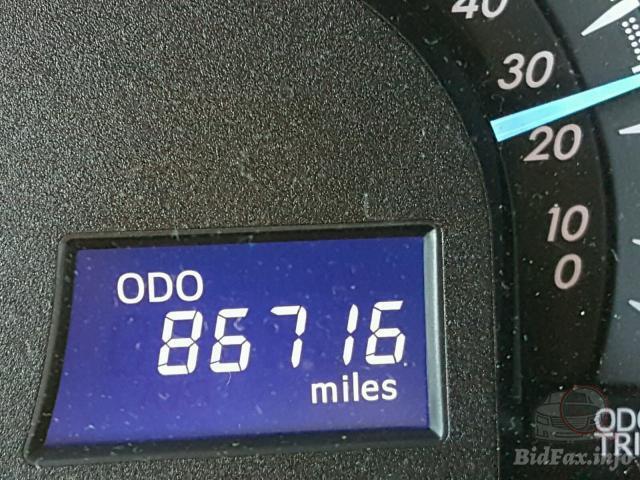 40
30
20
10
0
ODO
86716
miles
ODO
TRI
BidFax.info